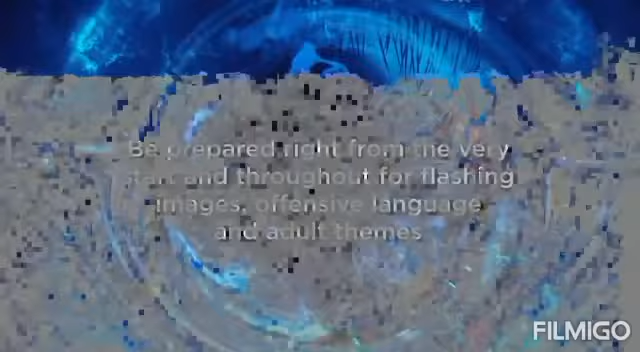 Be prepared right from the very
start and throughout for flashing
images, offensive language
and adult themes
FILMIGO